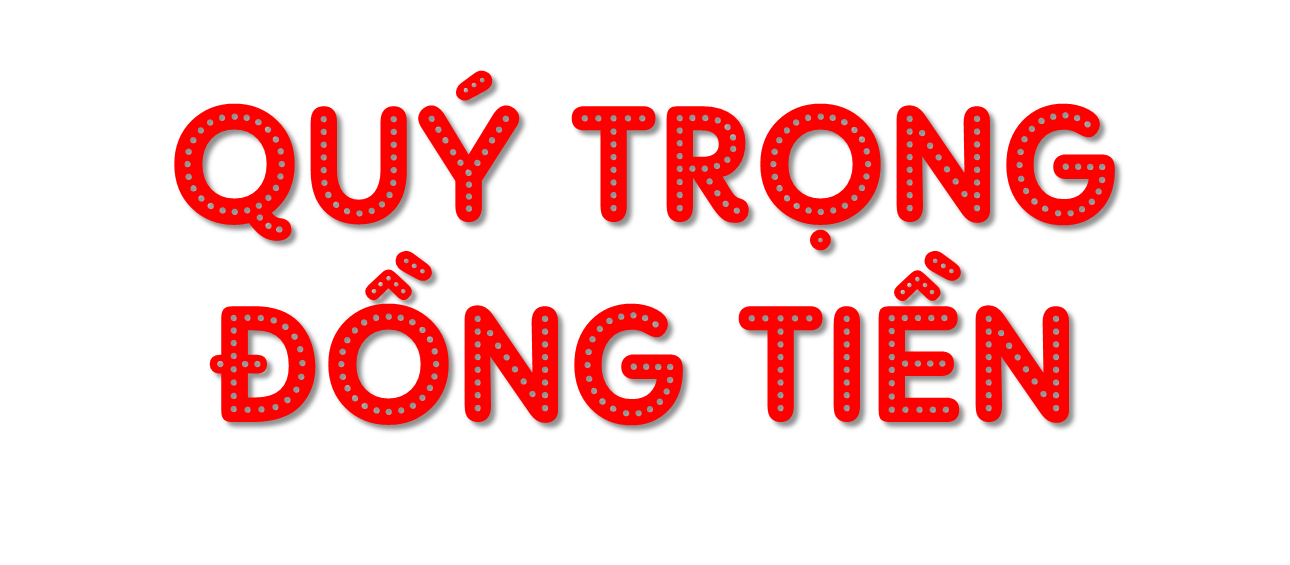 QUÝ TRỌNG
ĐỒNG TIỀN